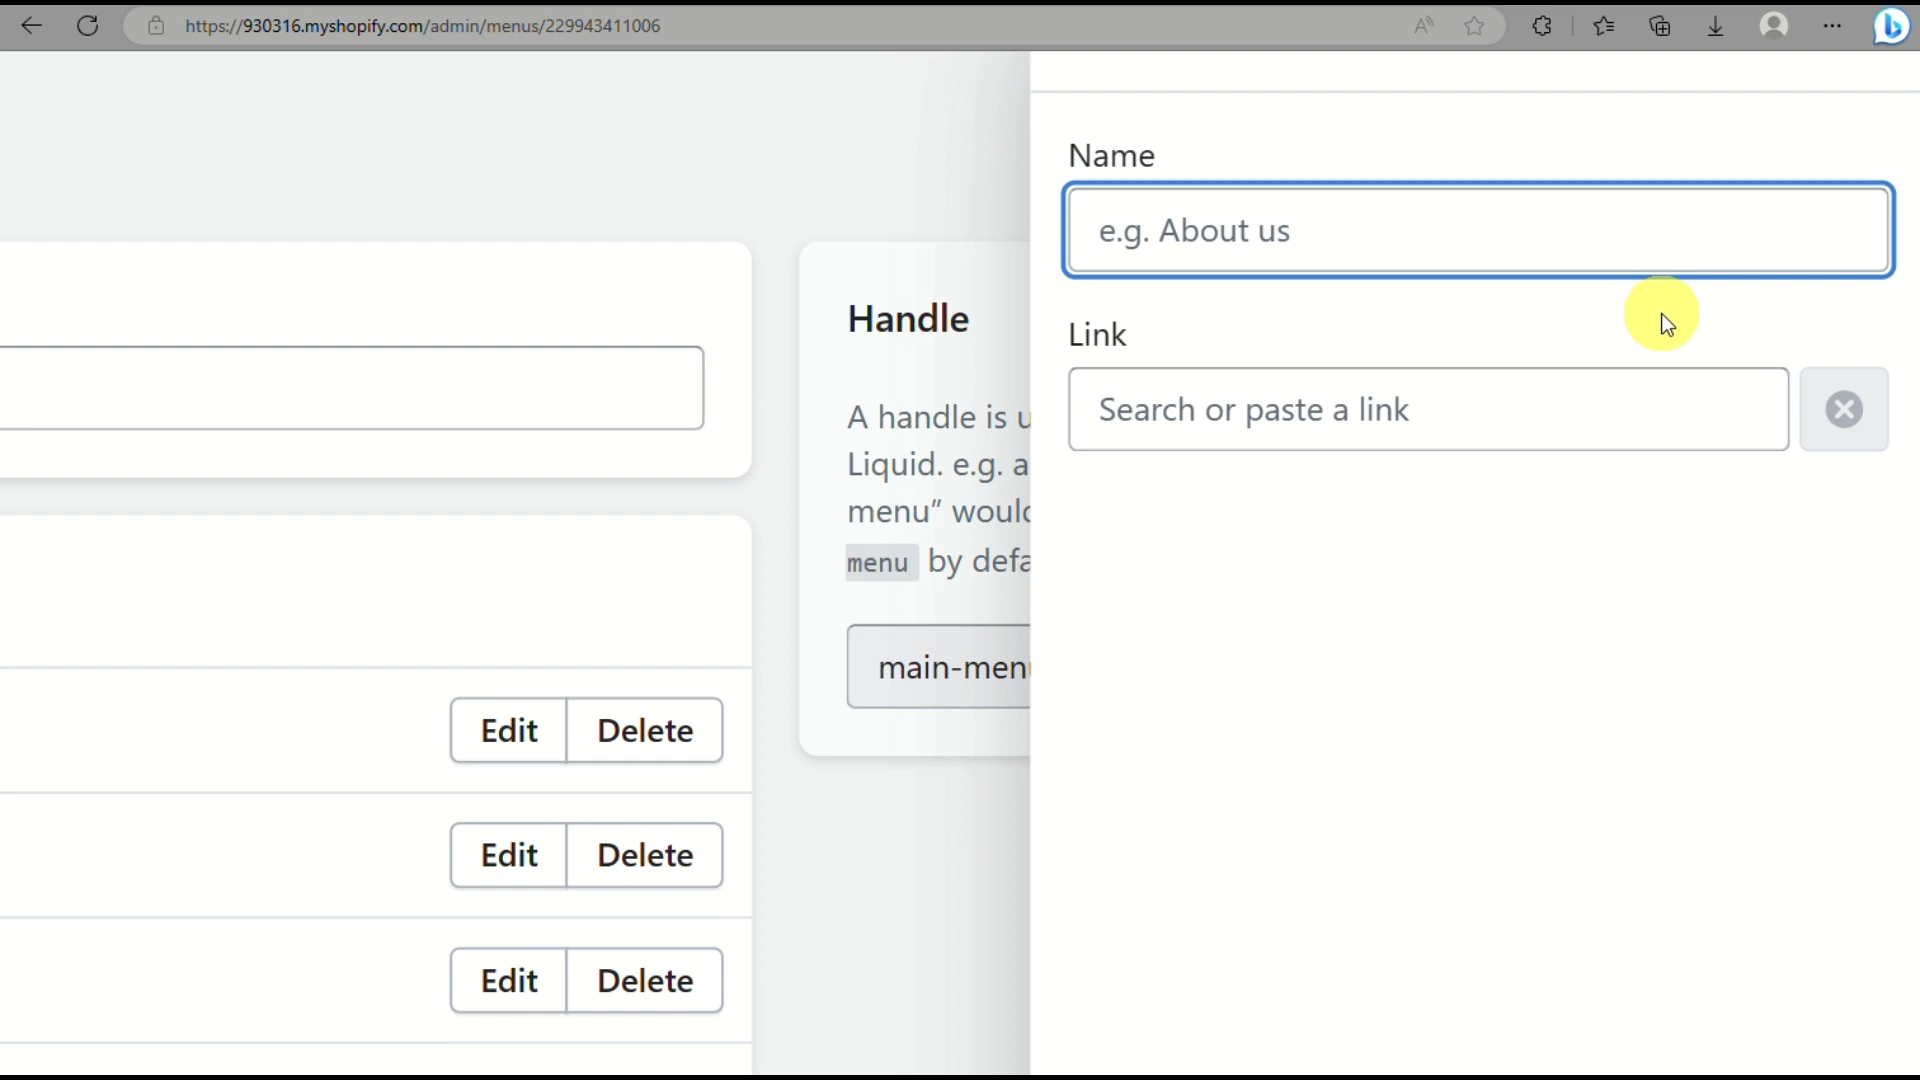 https://930316.myshopify.com/admin/menus/229943411006
Name
e.g. About us
Link
Search or paste a link
Handle
A handle is u
Liquid. e.g. a
menu” would
menu by defa
main-menu
Edit Delete
Edit Delete
Edit Delete